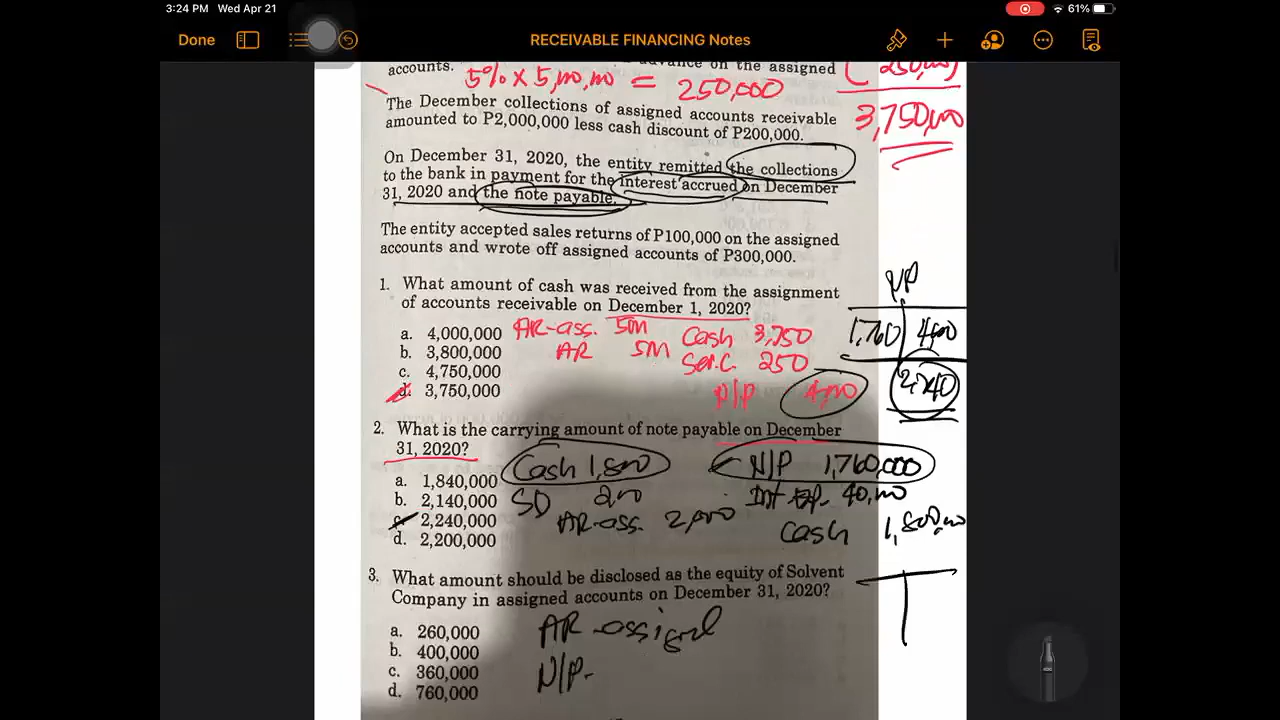 3:24 PM Wed Apr 21
61%
Done
RECEIVABLE FINANCING Notes
advance on the assigned
accounts.
5% x 5,00,00 = 250,000
The December collections of assigned accounts receivable
amounted to P2,000,000 less cash discount of P200,000.
3,750,00
On December 31, 2020, the entity remitted the collections
to the bank in payment for the interest accrued on December
31, 2020 and the note payable.
The entity accepted sales returns of P100,000 on the assigned
accounts and wrote off assigned accounts of P300,000.
1. What amount of cash was received from the assignment
of accounts receivable on December 1, 2020?
a. 4,000,000
b. 3,800,000
c. 4,750,000
d. 3,750,000
AR-ass. 5M
AR 5M
Cash 3,750
Ser.C. 250
N/P 4,000
N/P
1,760 4,000
2,240
2. What is the carrying amount of note payable on December
31, 2020?
a. 1,840,000
b. 2,140,000
c. 2,240,000
d. 2,200,000
Cash 1,800
SD 200
AR-ass. 2,000
N/P 1,760,000
Int Exp. 40,00
Cash 1,800,00
3. What amount should be disclosed as the equity of Solvent
Company in assigned accounts on December 31, 2020?
a. 260,000
b. 400,000
c. 360,000
d. 760,000
AR-assigned
N/P-